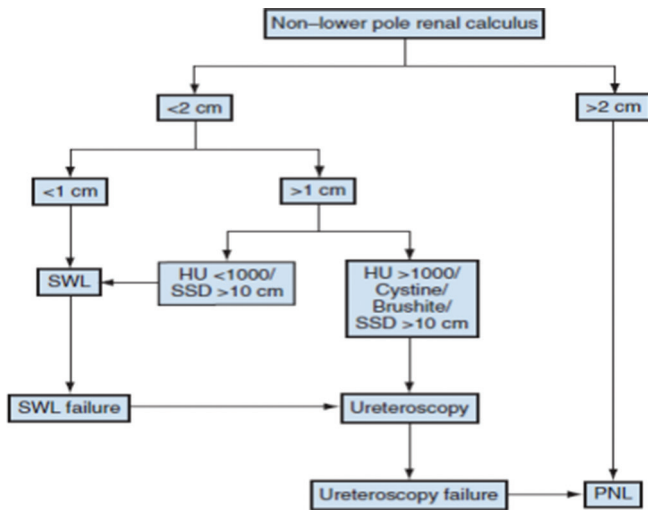 Non–lower pole renal calculus
<2 cm
>2 cm
<1 cm
>1 cm
SWL
HU <1000/
SSD >10 cm
HU >1000/
Cystine/
Brushite/
SSD >10 cm
SWL failure
Ureteroscopy
Ureteroscopy failure
PNL